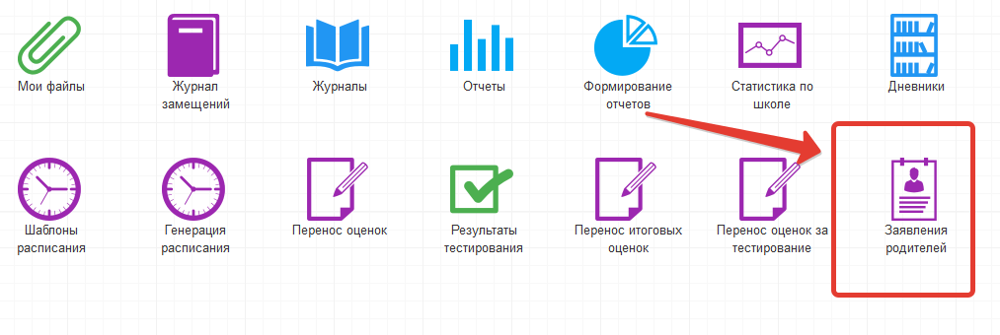 Мои файлы
Журнал
замещений
Журналы
Отчеты
Формирование
отчетов
Статистика по
школе
Дневники
Шаблоны
расписания
Генерация
расписания
Перенос оценок
Результаты
тестирования
Перенос итоговых
оценок
Перенос оценок за
тестирование
Заявления
родителей